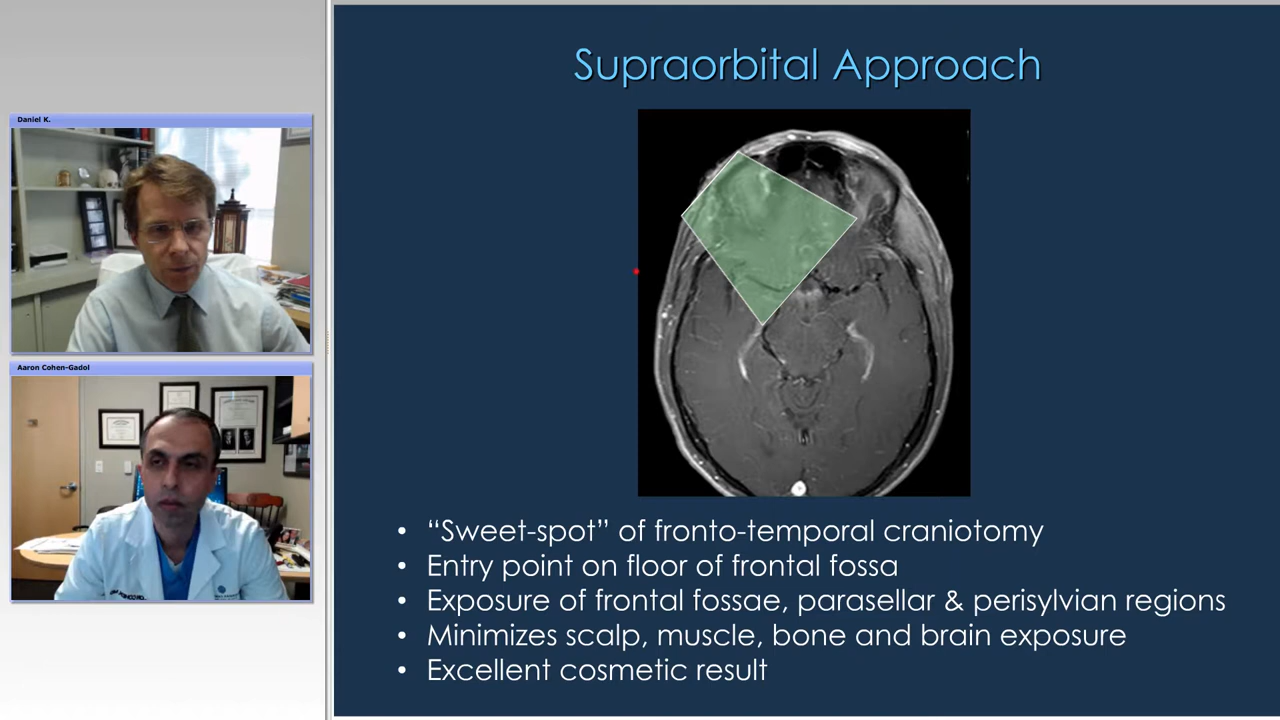 Supraorbital Approach
Daniel K.
Aaron Cohen-Gadol
• “Sweet-spot” of fronto-temporal craniotomy
• Entry point on floor of frontal fossa
• Exposure of frontal fossae, parasellar & perisylvian regions
• Minimizes scalp, muscle, bone and brain exposure
• Excellent cosmetic result